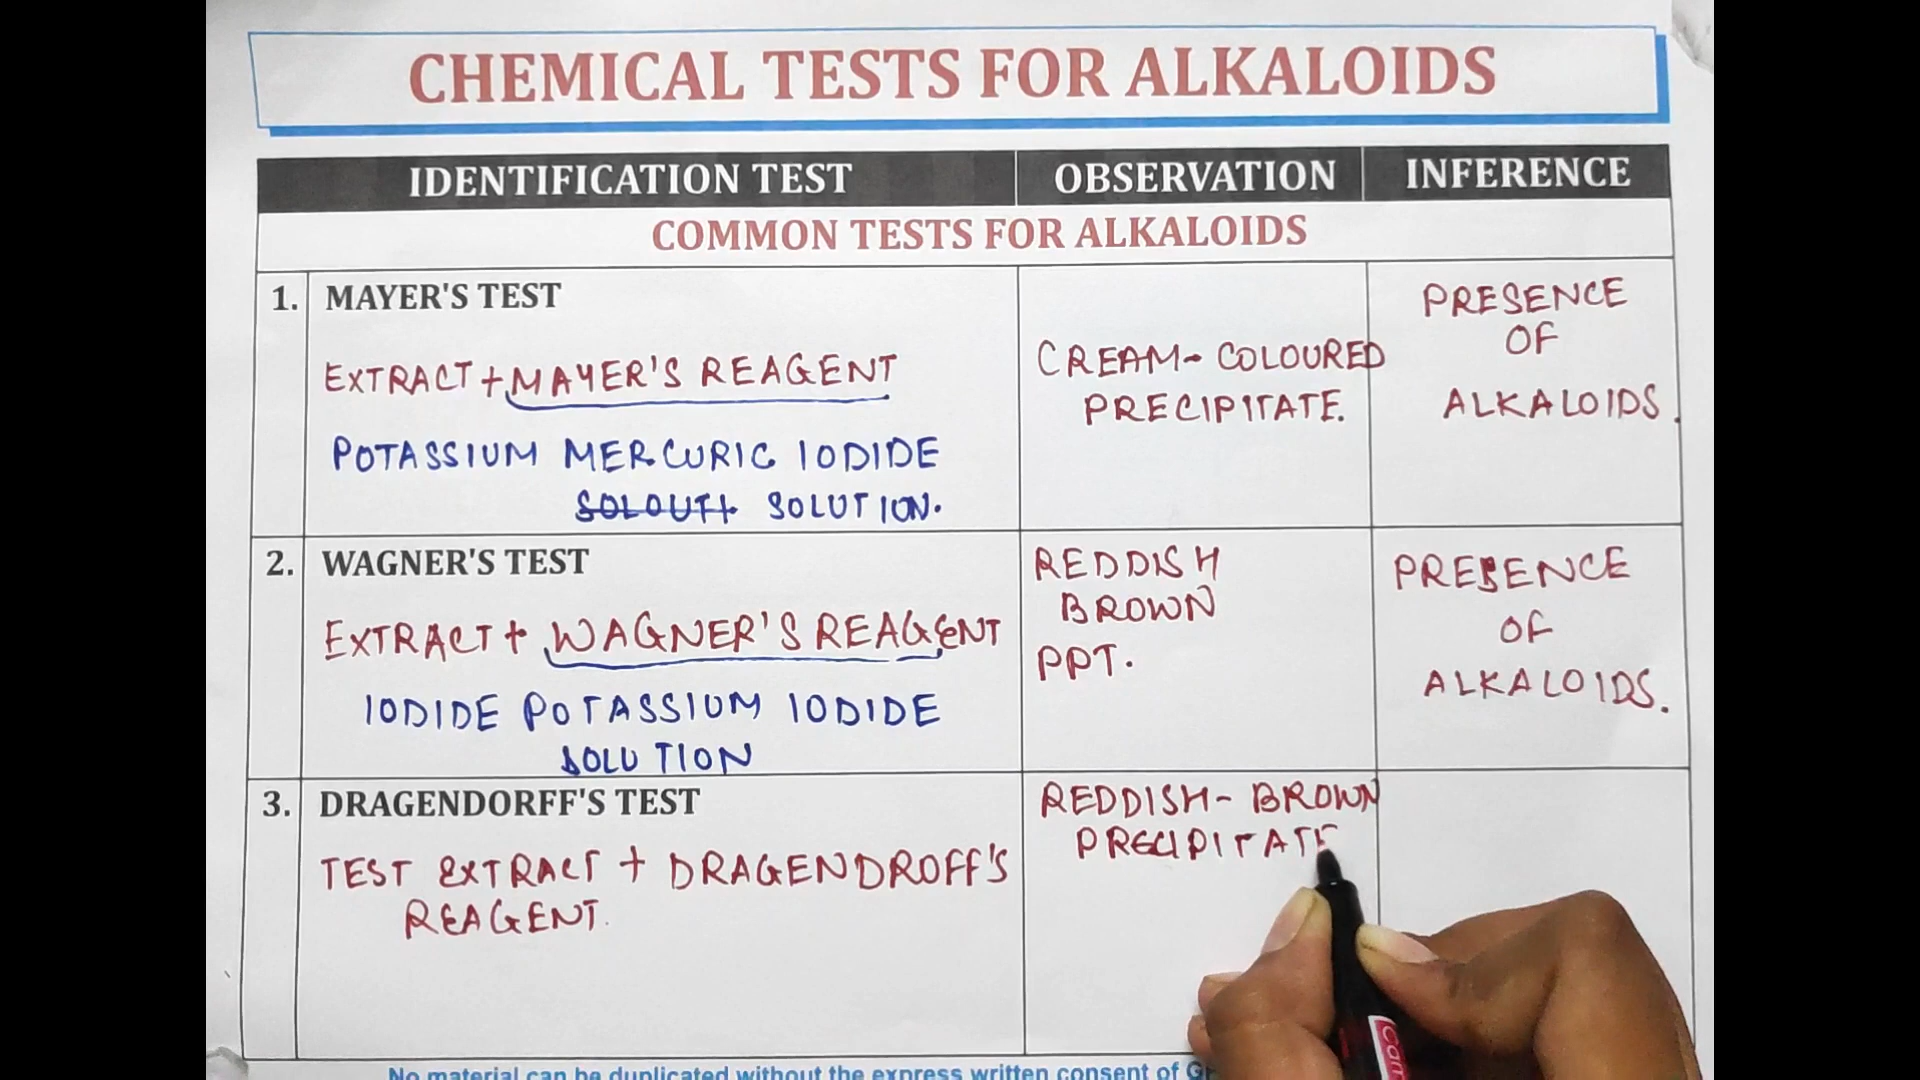 CHEMICAL TESTS FOR ALKALOIDS
IDENTIFICATION TEST OBSERVATION INFERENCE
COMMON TESTS FOR ALKALOIDS
1. MAYER'S TEST
EXTRACT + MAYER'S REAGENT
POTASSIUM MERCURIC IODIDE
SOLOUTI SOLUTION.
CREAM- COLOURED
PRECIPITATE.
PRESENCE
OF
ALKALOIDS.
2. WAGNER'S TEST
EXTRACT + WAGNER'S REAGENT
IODIDE POTASSIUM IODIDE
SOLUTION
REDDISH
BROWN
PPT.
PRESENCE
OF
ALKALOIDS.
3. DRAGENDORFF'S TEST
TEST EXTRACT + DRAGENDROFF'S
REAGENT.
REDDISH- BROWN
PRECIPITATE
No material can be duplicated without the express written consent of